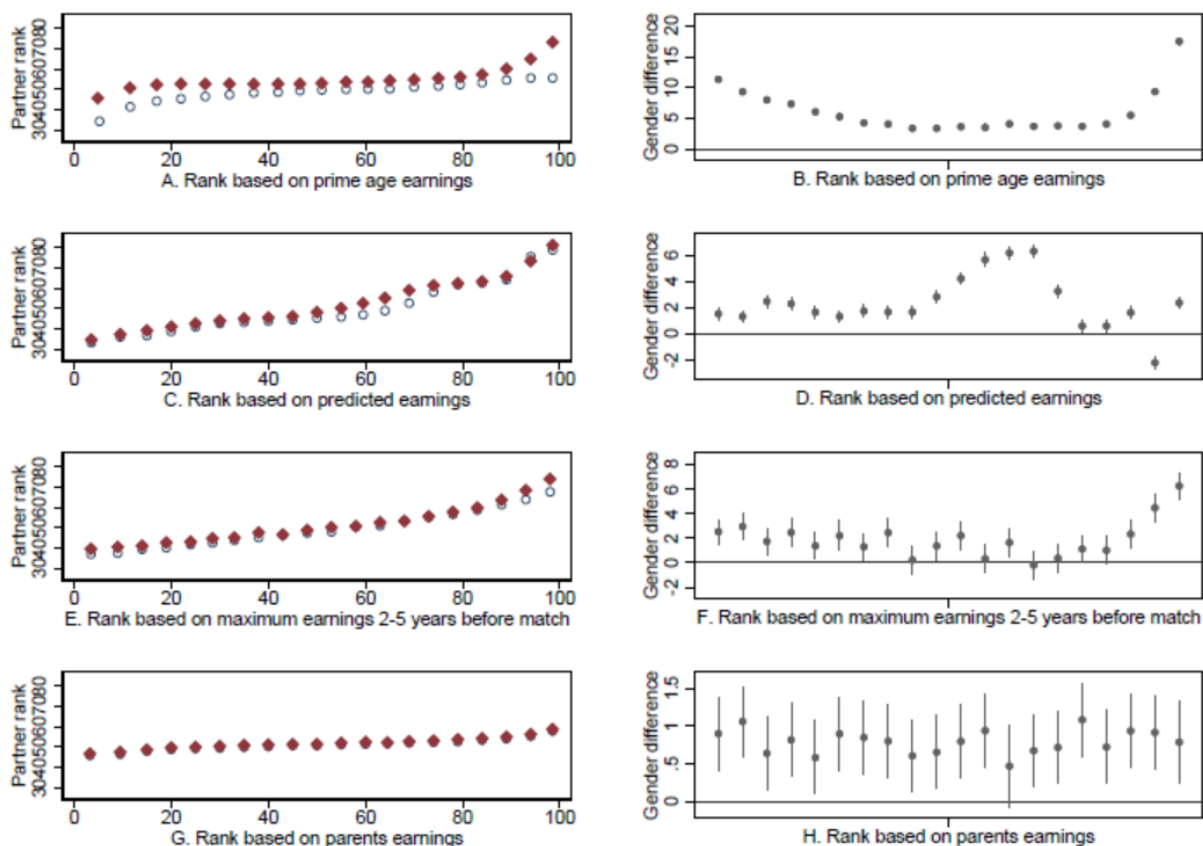 Partner rank
304050607080
0 20 40 60 80 100
A. Rank based on prime age earnings
Gender difference
0 5 10 15 20
B. Rank based on prime age earnings
Partner rank
304050607080
0 20 40 60 80 100
C. Rank based on predicted earnings
Gender difference
-2 0 2 4 6
D. Rank based on predicted earnings
Partner rank
304050607080
0 20 40 60 80 100
E. Rank based on maximum earnings 2-5 years before match
Gender difference
-2 0 2 4 6 8
F. Rank based on maximum earnings 2-5 years before match
Partner rank
304050607080
0 20 40 60 80 100
G. Rank based on parents earnings
Gender difference
0 .5 1 1.5
H. Rank based on parents earnings